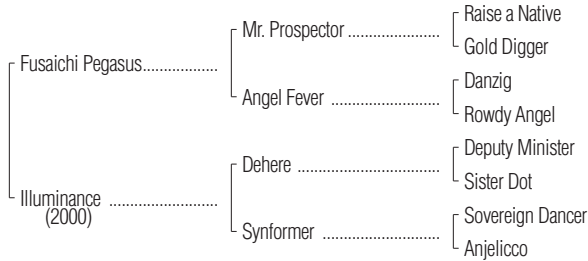 Raise a Native
Mr. Prospector ......................
Gold Digger
Fusaichi Pegasus..................
Danzig
Angel Fever ..........................
Rowdy Angel
Deputy Minister
Dehere ..................................
Sister Dot
Illuminance ..........................
(2000)
Sovereign Dancer
Synformer ............................
Anjelicco